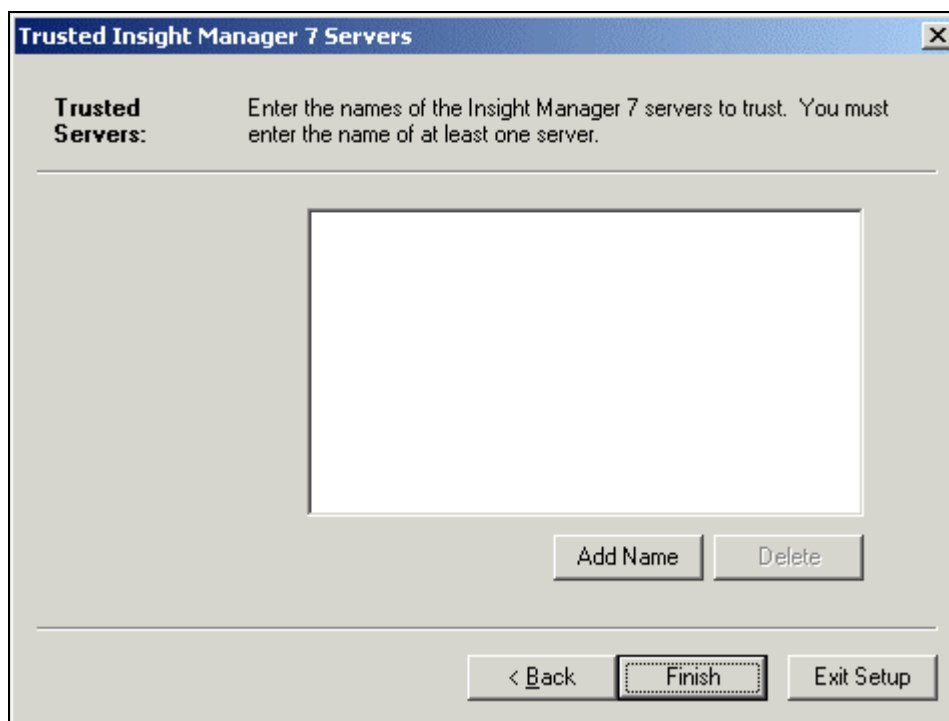 Trusted Insight Manager 7 Servers
Trusted Servers:
Enter the names of the Insight Manager 7 servers to trust.  You must
enter the name of at least one server.
Add Name
Delete
< Back
Finish
Exit Setup